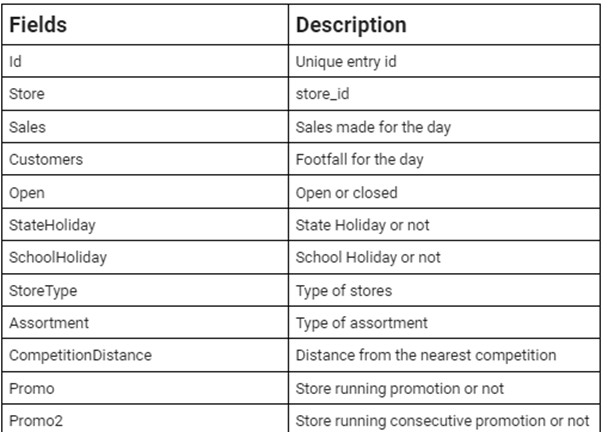 Fields Description
Id Unique entry id
Store store_id
Sales Sales made for the day
Customers Footfall for the day
Open Open or closed
StateHoliday State Holiday or not
SchoolHoliday School Holiday or not
StoreType Type of stores
Assortment Type of assortment
CompetitionDistance Distance from the nearest competition
Promo Store running promotion or not
Promo2 Store running consecutive promotion or not